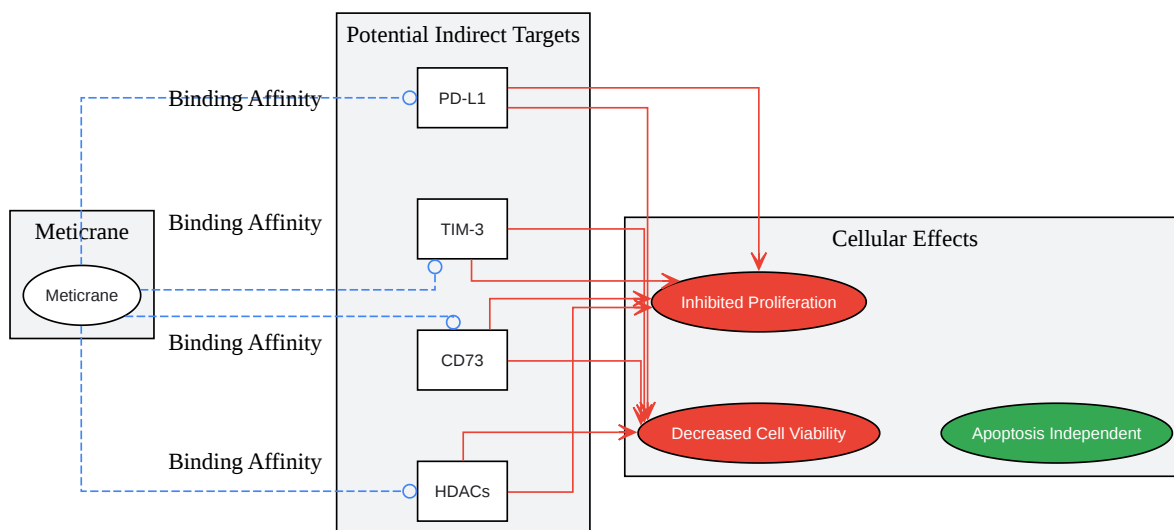 Potential Indirect Targets
Binding Affinity
PD-L1
Binding Affinity
TIM-3
Meticrane
Cellular Effects
Meticrane
Inhibited Proliferation
Binding Affinity
CD73
Decreased Cell Viability
Apoptosis Independent
Binding Affinity
HDACs